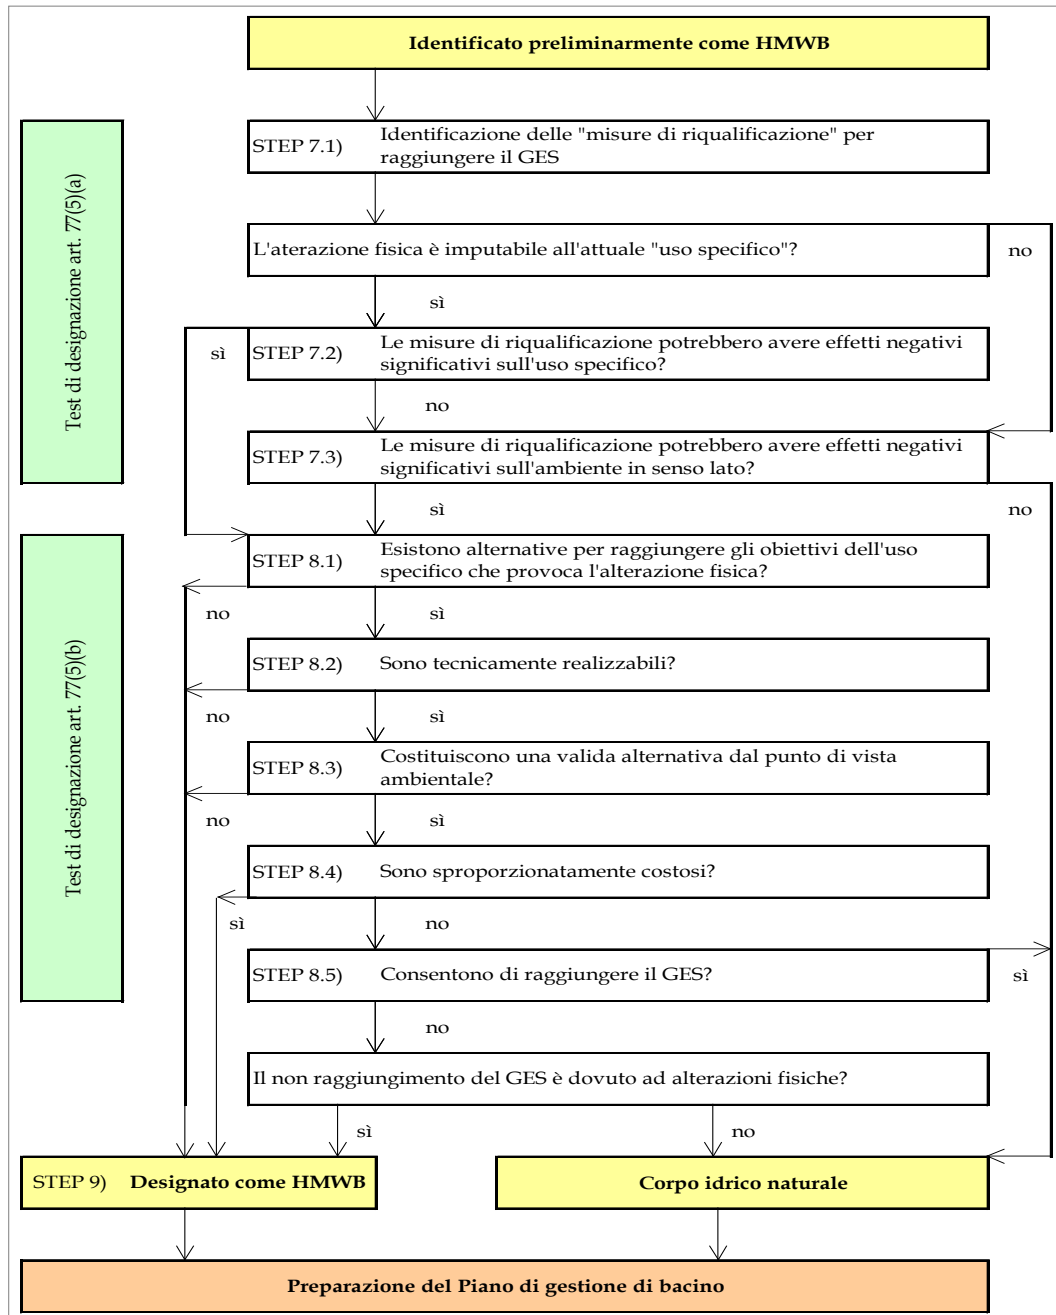 Identificato preliminarmente come HMWB
Test di designazione art. 77(5)(a)
STEP 7.1) Identificazione delle "misure di riqualificazione" per
raggiungere il GES
L'aterazione fisica è imputabile all'attuale "uso specifico"?
no
sì
sì
STEP 7.2) Le misure di riqualificazione potrebbero avere effetti negativi
significativi sull'uso specifico?
no
STEP 7.3) Le misure di riqualificazione potrebbero avere effetti negativi
significativi sull'ambiente in senso lato?
sì
no
Test di designazione art. 77(5)(b)
STEP 8.1) Esistono alternative per raggiungere gli obiettivi dell'uso
specifico che provoca l'alterazione fisica?
no
sì
STEP 8.2) Sono tecnicamente realizzabili?
no
sì
STEP 8.3) Costituiscono una valida alternativa dal punto di vista
ambientale?
no
sì
STEP 8.4) Sono sproporzionatamente costosi?
sì
no
STEP 8.5) Consentono di raggiungere il GES?
sì
no
Il non raggiungimento del GES è dovuto ad alterazioni fisiche?
sì
no
STEP 9) Designato come HMWB
Corpo idrico naturale
Preparazione del Piano di gestione di bacino